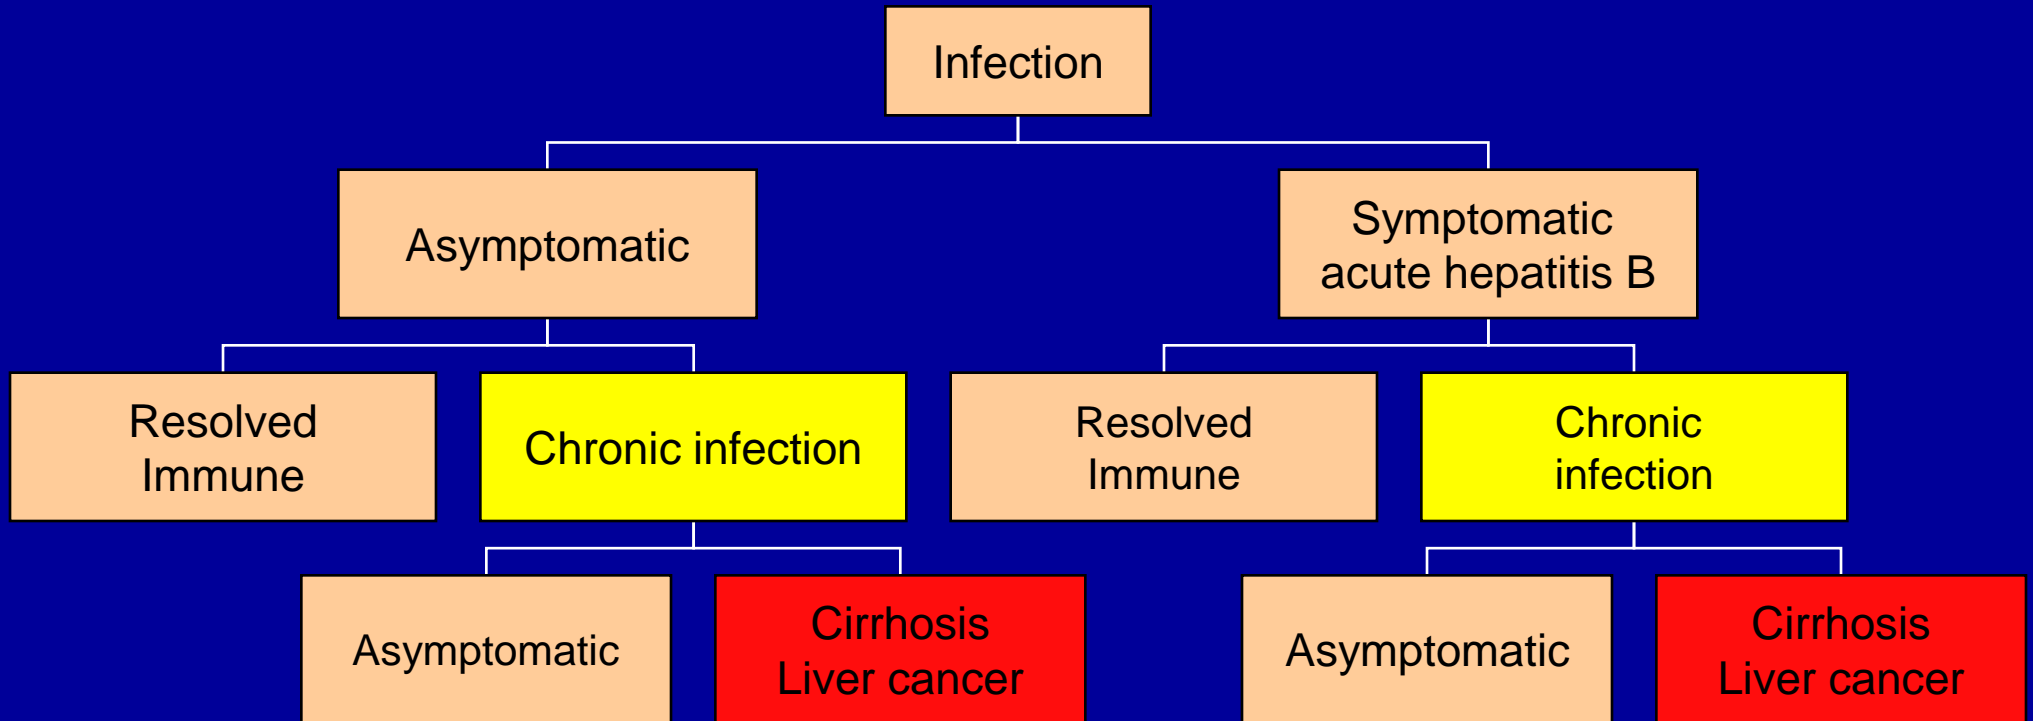 Infection
Asymptomatic
Symptomatic
acute hepatitis B
Resolved
Immune
Chronic infection
Resolved
Immune
Chronic
infection
Asymptomatic
Cirrhosis
Liver cancer
Asymptomatic
Cirrhosis
Liver cancer